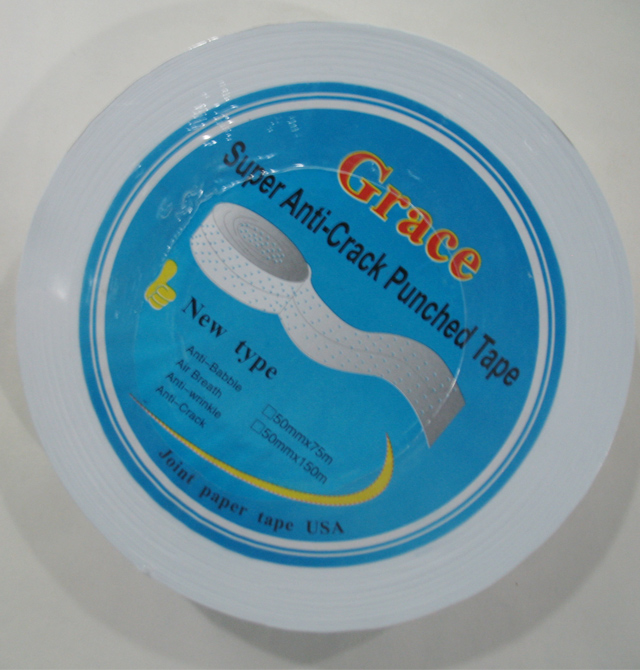 Grace
Super Anti-Crack Punched Tape
New type
Anti-Babble
Air Breath
Anti-wrinkle
Anti-Crack
□50mmx75m
□50mmx150m
Joint paper tape USA